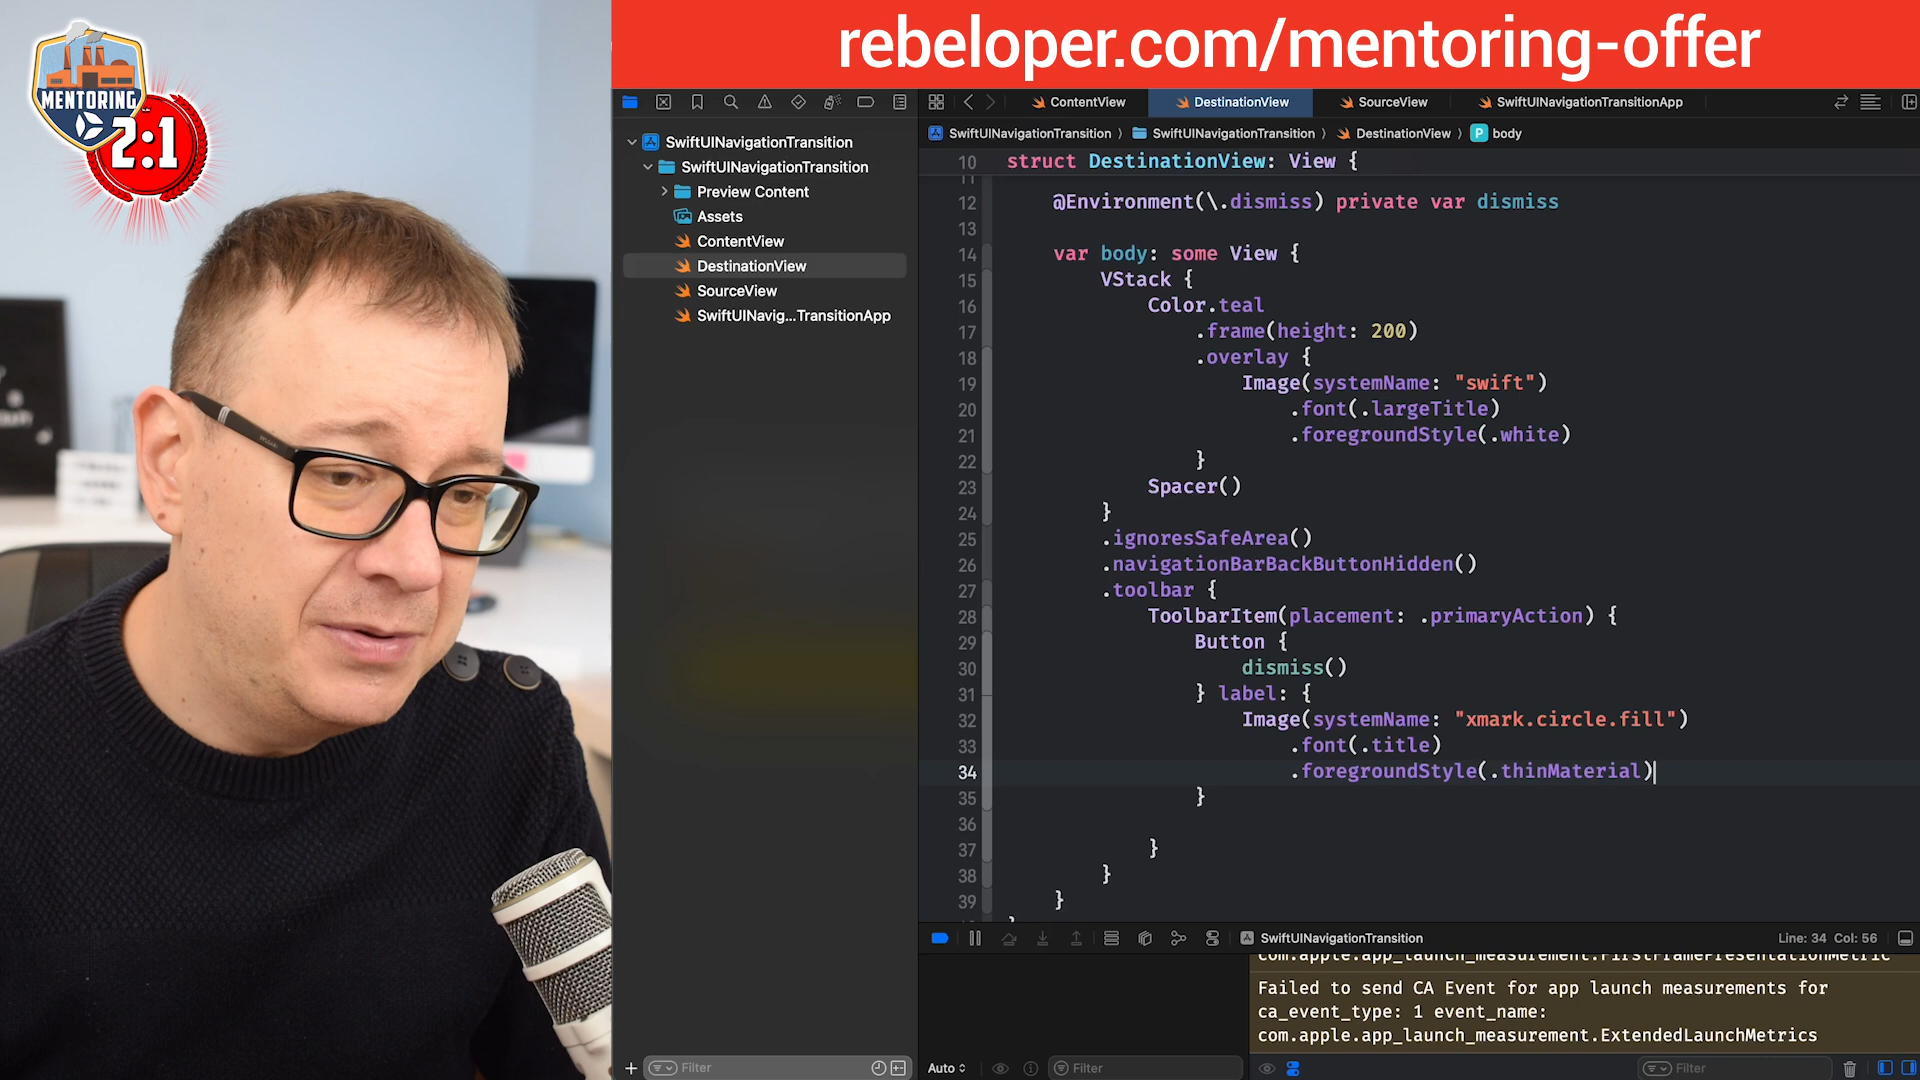 rebeloper.com/mentoring-offer
MENTORING
2:1
ContentView
DestinationView
SourceView
SwiftUINavigationTransitionApp
SwiftUINavigationTransition
SwiftUINavigationTransition
Preview Content
Assets
ContentView
DestinationView
SourceView
SwiftUINavig...TransitionApp
Filter
SwiftUINavigationTransition 〉 SwiftUINavigationTransition 〉 DestinationView 〉 P body
10 struct DestinationView: View {
11
12 @Environment(\.dismiss) private var dismiss
13
14 var body: some View {
15 VStack {
16 Color.teal
17 .frame(height: 200)
18 .overlay {
19 Image(systemName: "swift")
20 .font(.largeTitle)
21 .foregroundStyle(.white)
22 }
23 Spacer()
24 }
25 .ignoresSafeArea()
26 .navigationBarBackButtonHidden()
27 .toolbar {
28 ToolbarItem(placement: .primaryAction) {
29 Button {
30 dismiss()
31 } label: {
32 Image(systemName: "xmark.circle.fill")
33 .font(.title)
34 .foregroundStyle(.thinMaterial)
35 }
36
37 }
38 }
39 }
SwiftUINavigationTransition
Line: 34 Col: 56
com.apple.app_launch_measurement.FirstFramePresentationMetric
Failed to send CA Event for app launch measurements for
ca_event_type: 1 event_name:
com.apple.app_launch_measurement.ExtendedLaunchMetrics
Auto
Filter
Filter